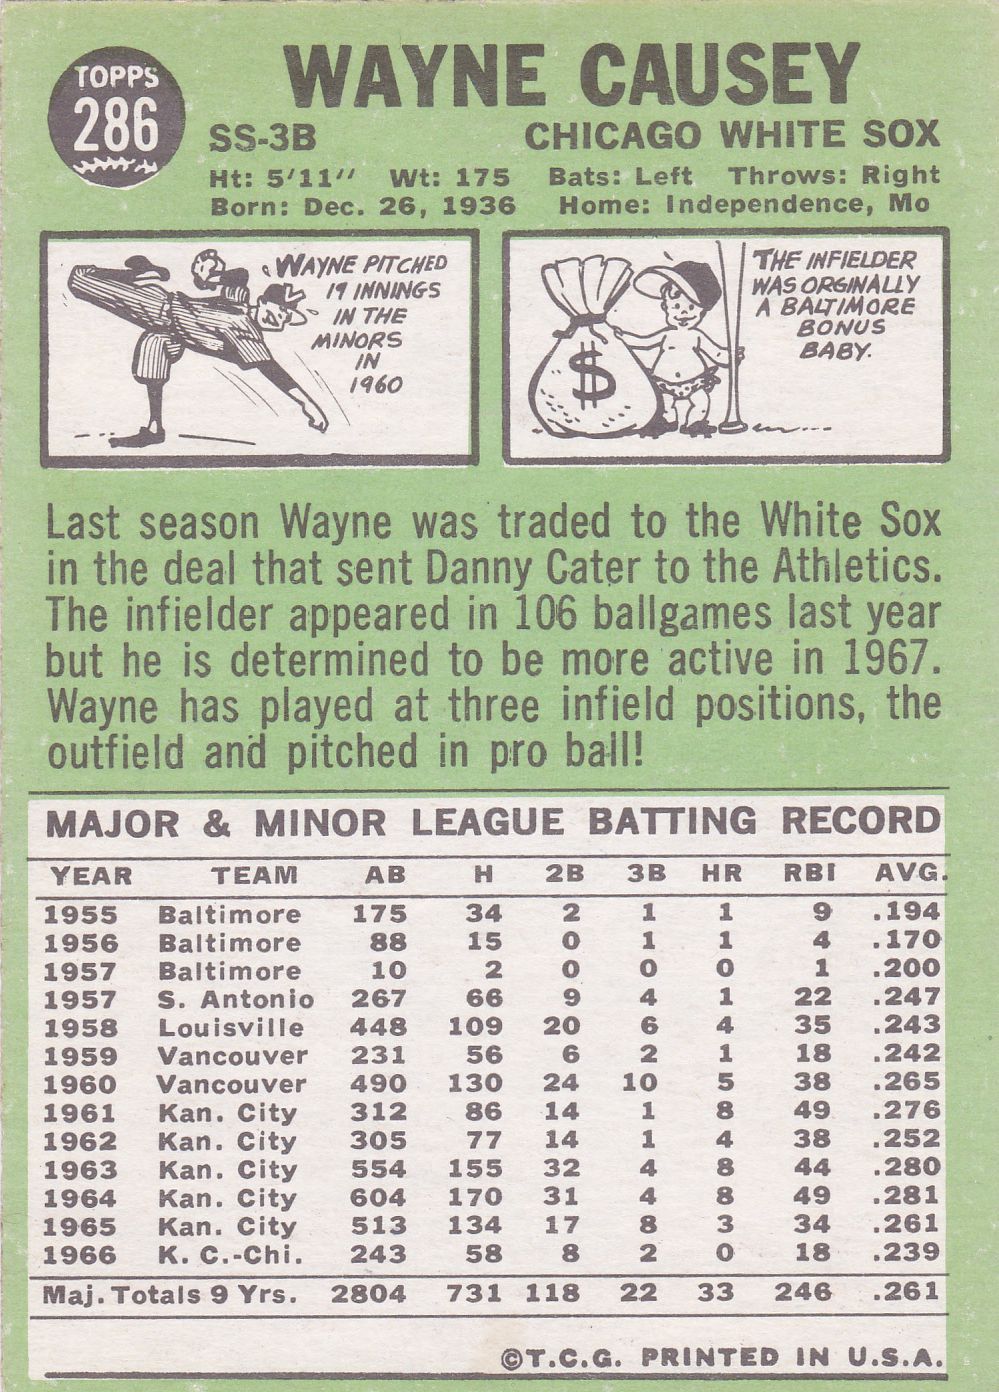 TOPPS
286
WAYNE CAUSEY
SS-3B CHICAGO WHITE SOX
Ht: 5'11" Wt: 175 Bats: Left Throws: Right
Born: Dec. 26, 1936 Home: Independence, Mo
WAYNE PITCHED
19 INNINGS
IN THE
MINORS
IN
1960
THE INFIELDER
WAS ORGINALLY
A BALTIMORE
BONUS
BABY.
$
Last season Wayne was traded to the White Sox
in the deal that sent Danny Cater to the Athletics.
The infielder appeared in 106 ballgames last year
but he is determined to be more active in 1967.
Wayne has played at three infield positions, the
outfield and pitched in pro ball!
MAJOR & MINOR LEAGUE BATTING RECORD
YEAR TEAM AB H 2B 3B HR RBI AVG.
1955 Baltimore 175 34 2 1 1 9 .194
1956 Baltimore 88 15 0 1 1 4 .170
1957 Baltimore 10 2 0 0 0 1 .200
1957 S. Antonio 267 66 9 4 1 22 .247
1958 Louisville 448 109 20 6 4 35 .243
1959 Vancouver 231 56 6 2 1 18 .242
1960 Vancouver 490 130 24 10 5 38 .265
1961 Kan. City 312 86 14 1 8 49 .276
1962 Kan. City 305 77 14 1 4 38 .252
1963 Kan. City 554 155 32 4 8 44 .280
1964 Kan. City 604 170 31 4 8 49 .281
1965 Kan. City 513 134 17 8 3 34 .261
1966 K. C.-Chi. 243 58 8 2 0 18 .239
Maj. Totals 9 Yrs. 2804 731 118 22 33 246 .261
©T.C.G. PRINTED IN U.S.A.